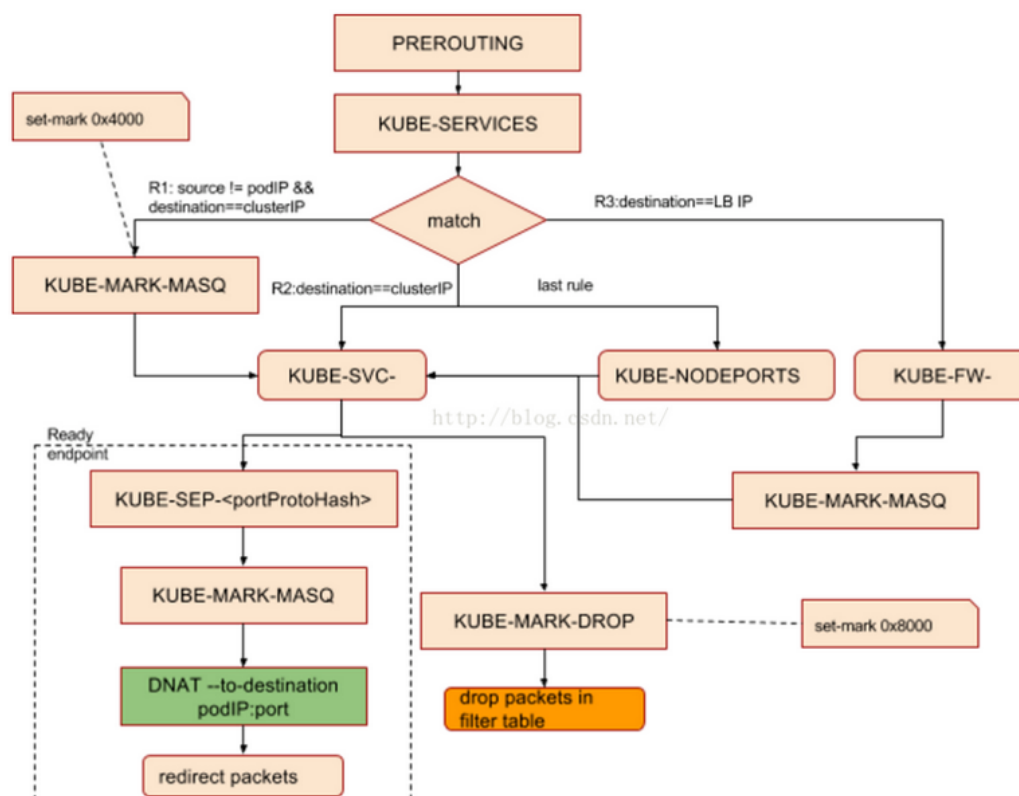 PREROUTING
set-mark 0x4000
KUBE-SERVICES
R1: source != podIP &&
destination==clusterIP
match
R3:destination==LB IP
KUBE-MARK-MASQ
R2:destination==clusterIP
last rule
KUBE-SVC-
KUBE-NODEPORTS
KUBE-FW-
http://blog.csdn.net/
Ready
endpoint
KUBE-SEP-<portProtoHash>
KUBE-MARK-MASQ
KUBE-MARK-MASQ
KUBE-MARK-DROP
set-mark 0x8000
DNAT --to-destination
podIP:port
drop packets in
filter table
redirect packets